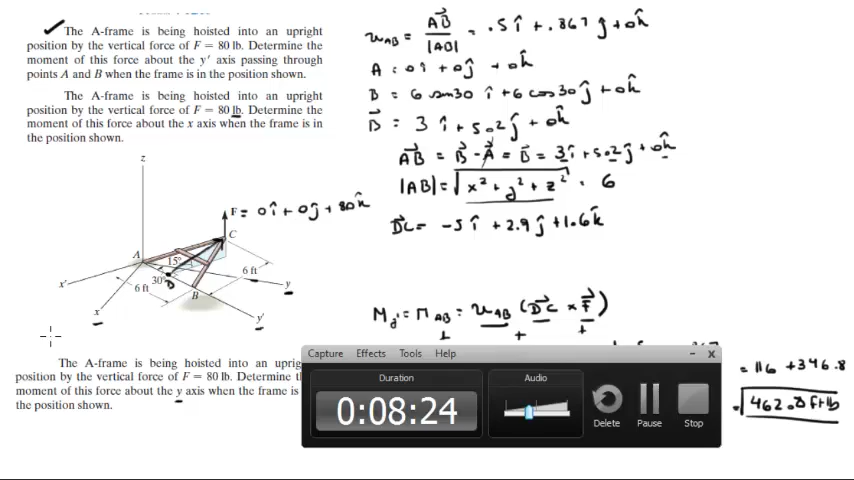 The A-frame is being hoisted into an upright
position by the vertical force of F = 80 lb. Determine the
moment of this force about the y′ axis passing through
points A and B when the frame is in the position shown.
The A-frame is being hoisted into an upright
position by the vertical force of F = 80 lb. Determine the
moment of this force about the x axis when the frame is in
the position shown.
z
F = 0î + 0ĵ + 80k̂
C
A
15°
6 ft
x′
30°
D
y
6 ft
B
x
y′
The A-frame is being hoisted into an uprig
position by the vertical force of F = 80 lb. Determine t
moment of this force about the y axis when the frame is
the position shown.
u_AB = AB/|AB| = .5î + .867ĵ + 0k̂
A = 0î + 0ĵ + 0k̂
B = 6 sin30 î + 6 cos30 ĵ + 0k̂
B = 3î + 5.02ĵ + 0k̂
AB = B - A = B = 3î + 5.02ĵ + 0k̂
|AB| = √x² + y² + z² = 6
DC = -5î + 2.9ĵ + 1.6k̂
M_y' = M_AB = u_AB (DC × F)
Capture Effects Tools Help
Duration
0:08:24
Audio
Delete
Pause
Stop
= 116 + 346.8
= 462.8 ft lb